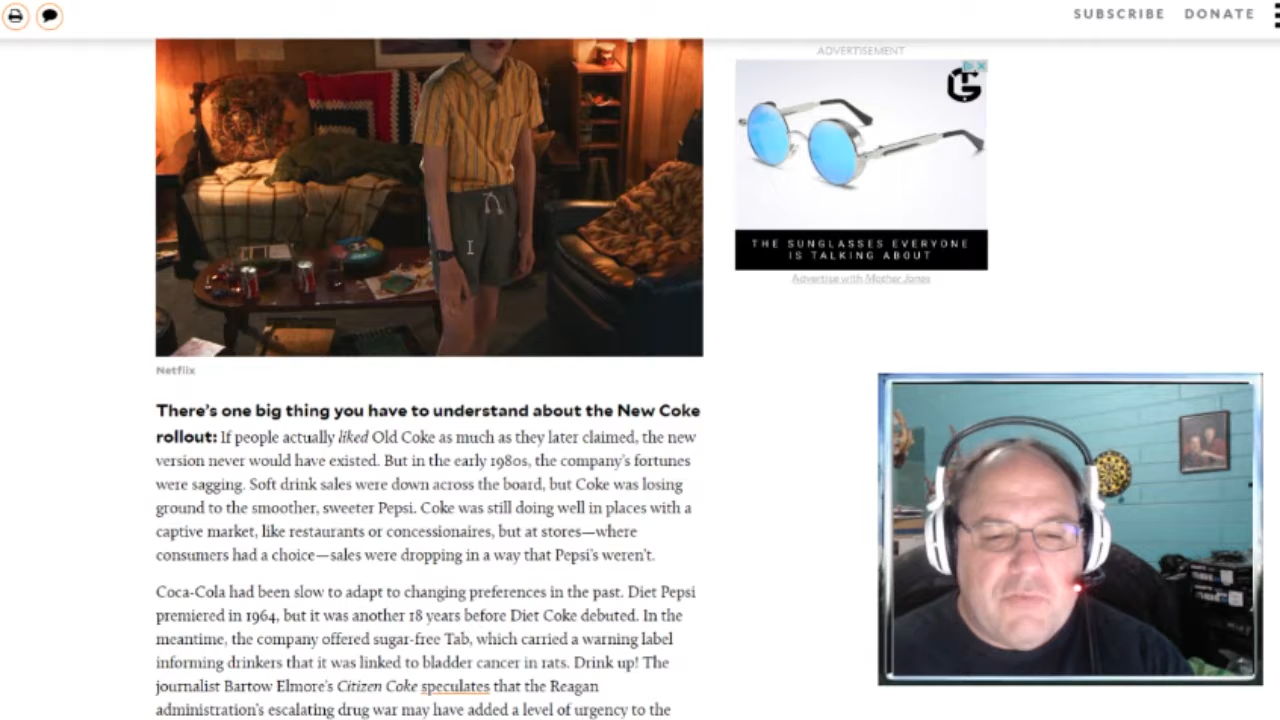 SUBSCRIBE DONATE
ADVERTISEMENT
THE SUNGLASSES EVERYONE
IS TALKING ABOUT
Advertise with Mother Jones
Netflix
There's one big thing you have to understand about the New Coke
rollout: If people actually liked Old Coke as much as they later claimed, the new
version never would have existed. But in the early 1980s, the company's fortunes
were sagging. Soft drink sales were down across the board, but Coke was losing
ground to the smoother, sweeter Pepsi. Coke was still doing well in places with a
captive market, like restaurants or concessionaires, but at stores—where
consumers had a choice—sales were dropping in a way that Pepsi's weren't.
Coca-Cola had been slow to adapt to changing preferences in the past. Diet Pepsi
premiered in 1964, but it was another 18 years before Diet Coke debuted. In the
meantime, the company offered sugar-free Tab, which carried a warning label
informing drinkers that it was linked to bladder cancer in rats. Drink up! The
journalist Bartow Elmore's Citizen Coke speculates that the Reagan
administration's escalating drug war may have added a level of urgency to the